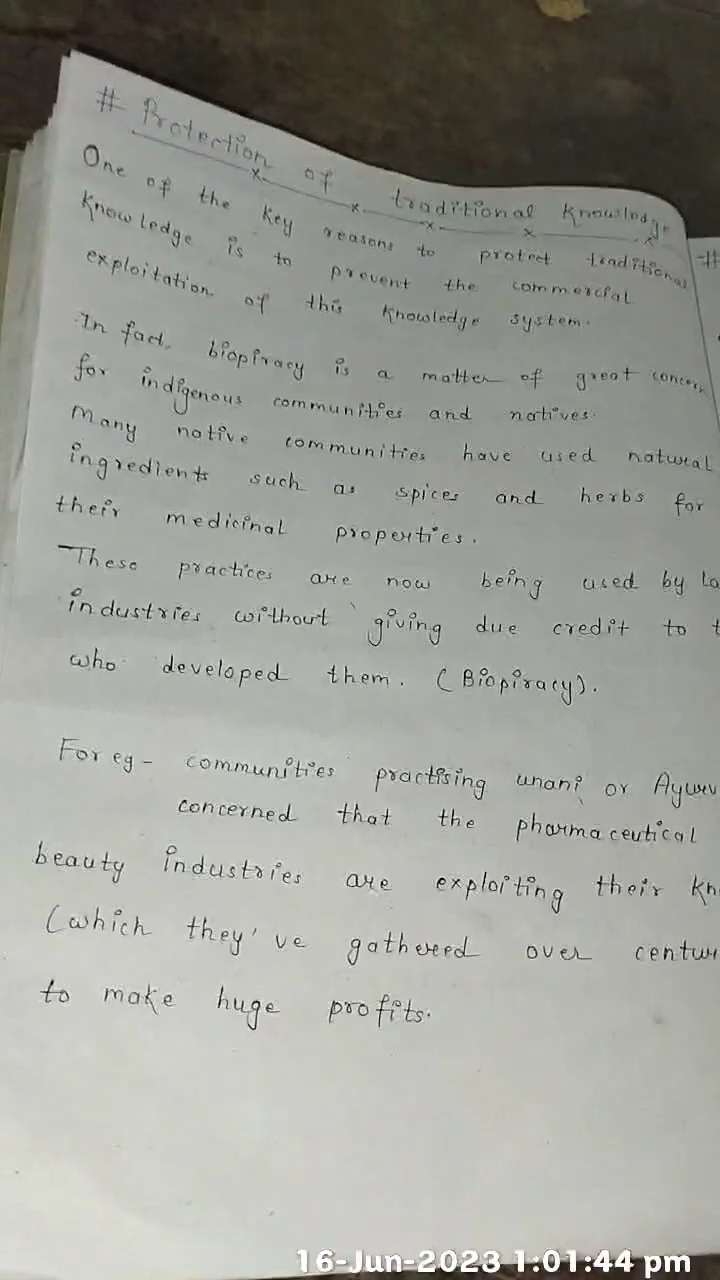 # Protection of traditional Knowledge
One of the key reasons to protect traditional
Knowledge is to prevent the commercial
exploitation of this knowledge system.
In fact, biopiracy is a matter of great concern
for indigenous communities and natives.
Many native communities have used natural
ingredients such as spices and herbs for
their medicinal properties.
These practices are now being used by
industries without giving due credit to
who developed them. (Biopiracy).
For eg - communities practising unani or
concerned that the pharmaceutical
beauty industries are exploiting their
(which they've gathered over
to make huge profits.
#
16-Jun-2023 1:01:44 pm